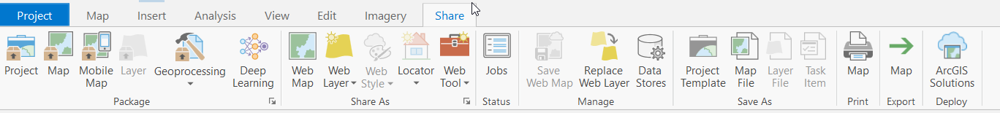 Project Map Insert Analysis View Edit Imagery Share
Project Map Mobile Layer Geoprocessing Deep Web Web Web Locator Web Jobs Save Replace Data Project Map Layer Task Map Map ArcGIS
Map Learning Map Layer Style Tool Web Map Web Layer Stores Template File File Item Solutions
Package Share As Status Manage Save As Print Export Deploy